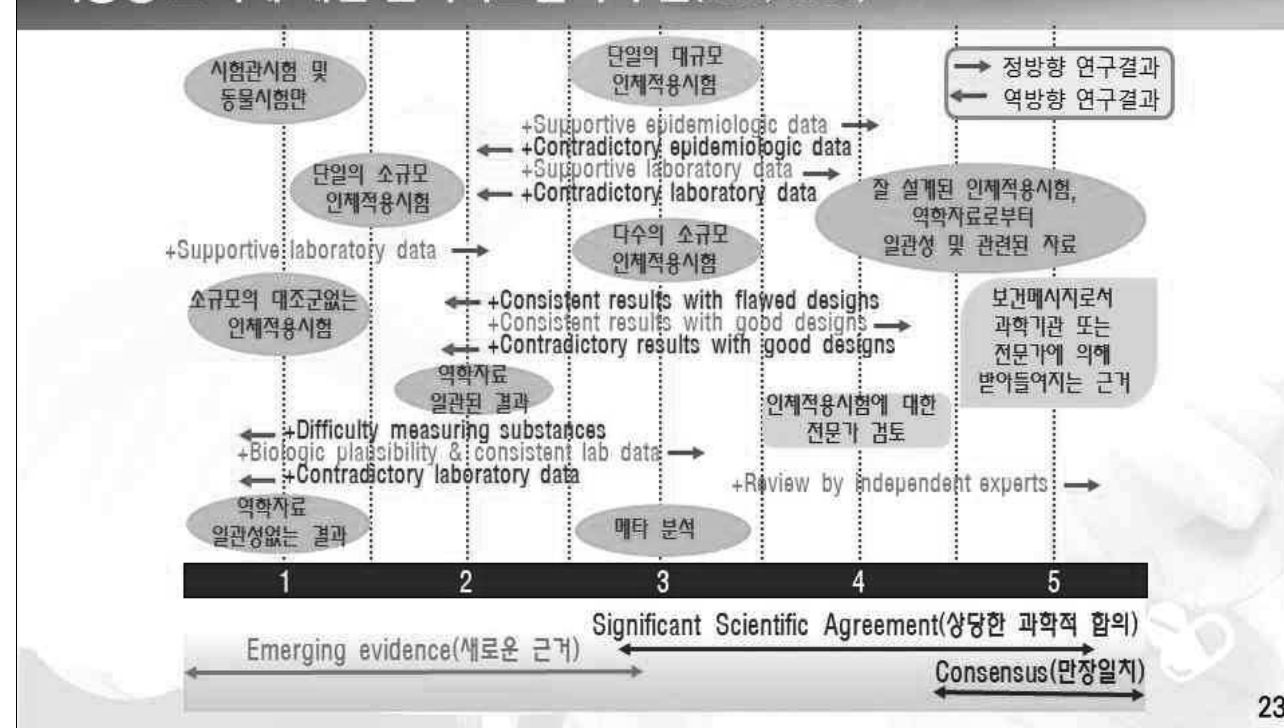 시험관시험 및
동물시험만
단일의 대규모
인체적용시험
→ 정방향 연구결과
← 역방향 연구결과
+Supportive epidemiologic data →
← +Contradictory epidemiologic data
+Supportive laboratory data →
← +Contradictory laboratory data
단일의 소규모
인체적용시험
잘 설계된 인체적용시험,
역학자료로부터
일관성 및 관련된 자료
+Supportive laboratory data →
다수의 소규모
인체적용시험
소규모의 대조군없는
인체적용시험
← +Consistent results with flawed designs
+Consistent results with good designs →
← +Contradictory results with good designs
보건메시지로서
과학기관 또는
전문가에 의해
받아들여지는 근거
역학자료
일관된 결과
인체적용시험에 대한
전문가 검토
← +Difficulty measuring substances
+Biologic plausibility & consistent lab data →
← +Contradictory laboratory data
+Review by independent experts →
역학자료
일관성없는 결과
메타 분석
1 2 3 4 5
Significant Scientific Agreement(상당한 과학적 합의)
Emerging evidence(새로운 근거)
Consensus(만장일치)
23